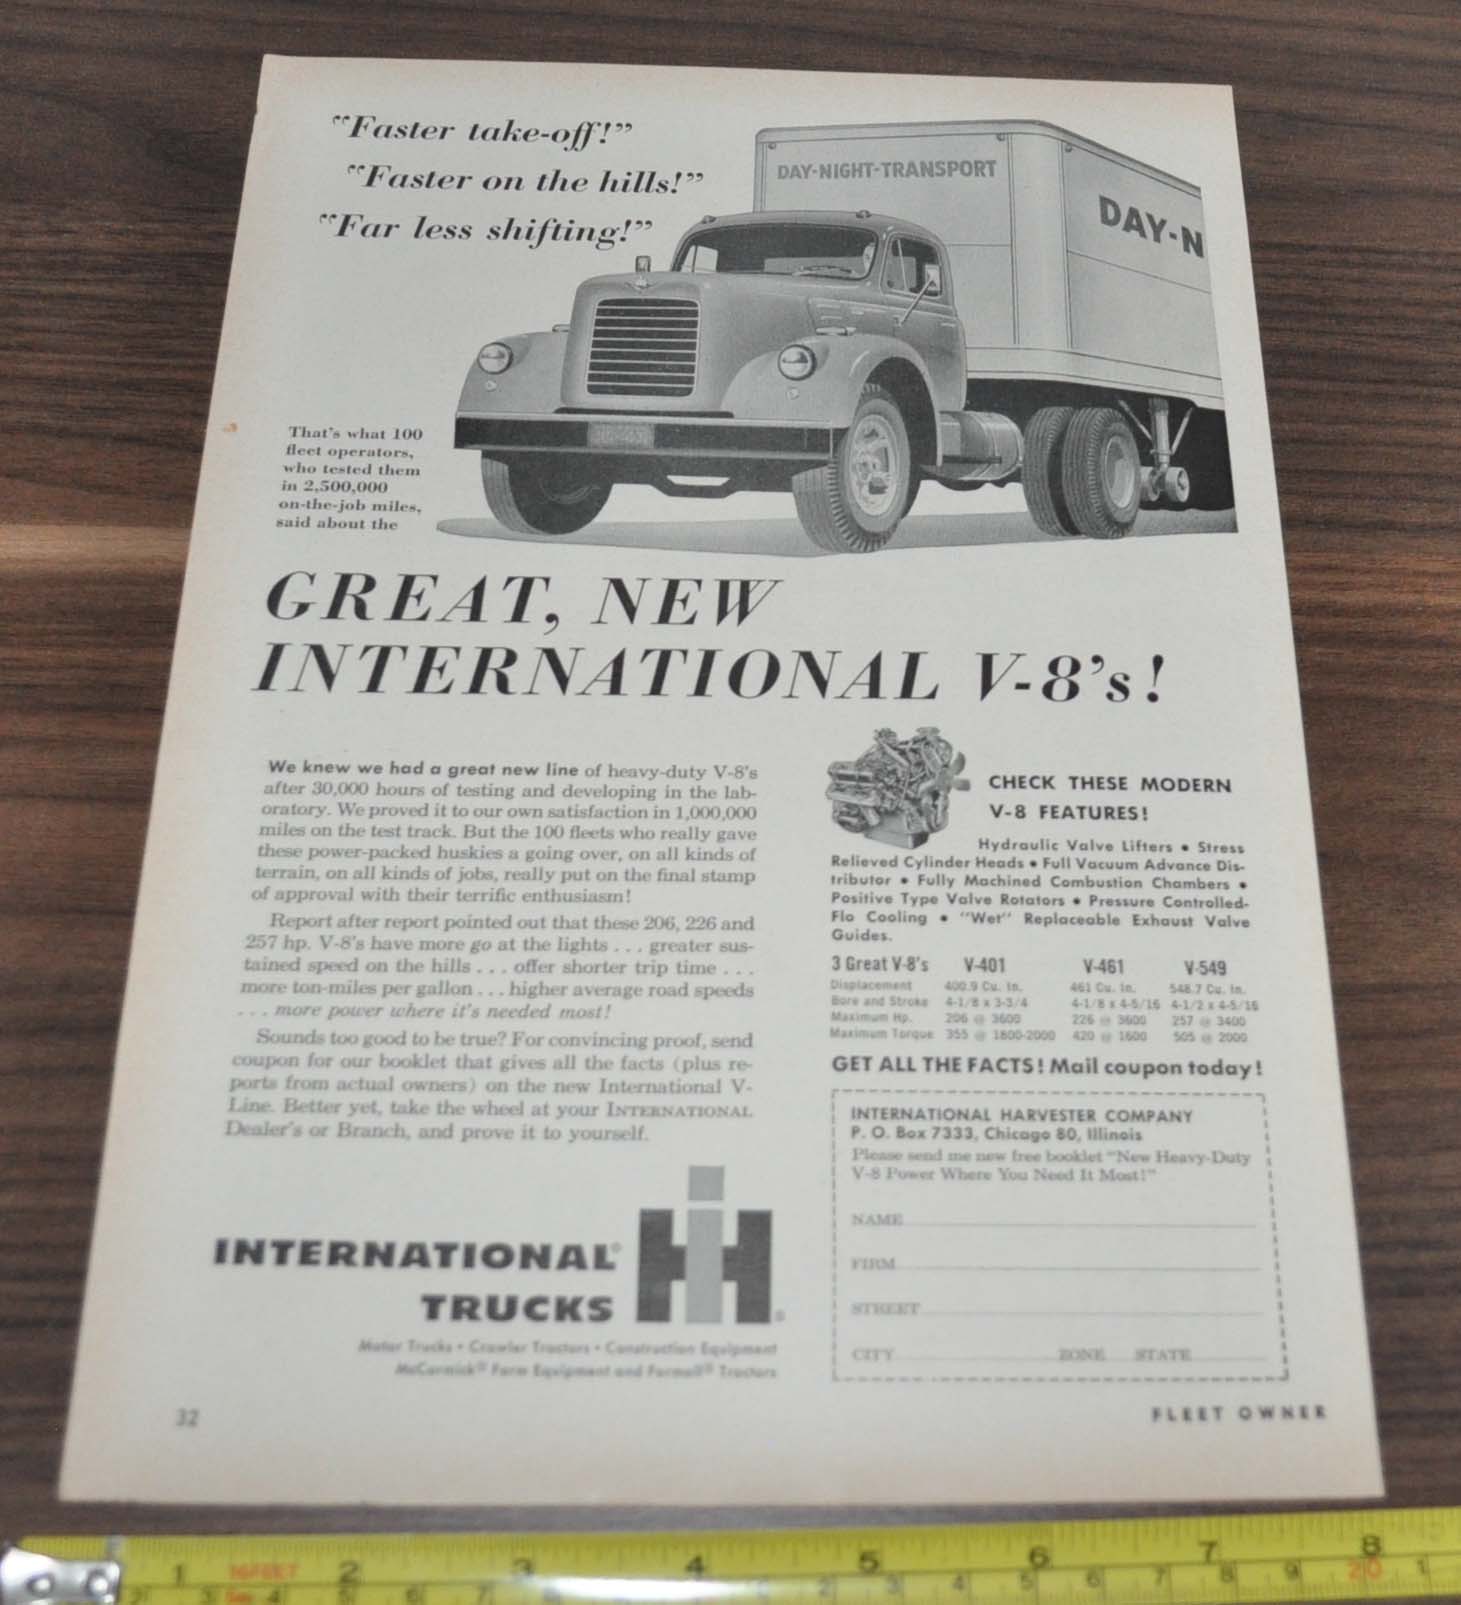 “Faster take-off!”
“Faster on the hills!”
“Far less shifting!”
DAY-NIGHT-TRANSPORT
DAY-N
That's what 100
fleet operators,
who tested them
in 2,500,000
on-the-job miles,
said about the
GREAT, NEW
INTERNATIONAL V-8's!
We knew we had a great new line of heavy-duty V-8's
after 30,000 hours of testing and developing in the lab-
oratory. We proved it to our own satisfaction in 1,000,000
miles on the test track. But the 100 fleets who really gave
these power-packed huskies a going over, on all kinds of
terrain, on all kinds of jobs, really put on the final stamp
of approval with their terrific enthusiasm!
Report after report pointed out that these 206, 226 and
257 hp. V-8's have more go at the lights . . . greater sus-
tained speed on the hills . . . offer shorter trip time . . .
more ton-miles per gallon . . . higher average road speeds
. . . more power where it's needed most!
Sounds too good to be true? For convincing proof, send
coupon for our booklet that gives all the facts (plus re-
ports from actual owners) on the new International V-
Line. Better yet, take the wheel at your INTERNATIONAL
Dealer's or Branch, and prove it to yourself.
INTERNATIONAL®
TRUCKS
IH®
Motor Trucks • Crawler Tractors • Construction Equipment
McCormick® Farm Equipment and Farmall® Tractors
CHECK THESE MODERN
V-8 FEATURES!
Hydraulic Valve Lifters • Stress
Relieved Cylinder Heads • Full Vacuum Advance Dis-
tributor • Fully Machined Combustion Chambers •
Positive Type Valve Rotators • Pressure Controlled-
Flo Cooling • "Wet" Replaceable Exhaust Valve
Guides.
3 Great V-8's V-401 V-461 V-549
Displacement 400.9 Cu. In. 461 Cu. In. 548.7 Cu. In.
Bore and Stroke 4-1/8 x 3-3/4 4-1/8 x 4-5/16 4-1/2 x 4-5/16
Maximum Hp. 206 @ 3600 226 @ 3600 257 @ 3400
Maximum Torque 355 @ 1800-2000 420 @ 1600 505 @ 2000
GET ALL THE FACTS! Mail coupon today!
INTERNATIONAL HARVESTER COMPANY
P. O. Box 7333, Chicago 80, Illinois
Please send me new free booklet "New Heavy-Duty
V-8 Power Where You Need It Most!"
NAME
FIRM
STREET
CITY ZONE STATE
32
FLEET OWNER
1 2 3 4 5 6 7 8